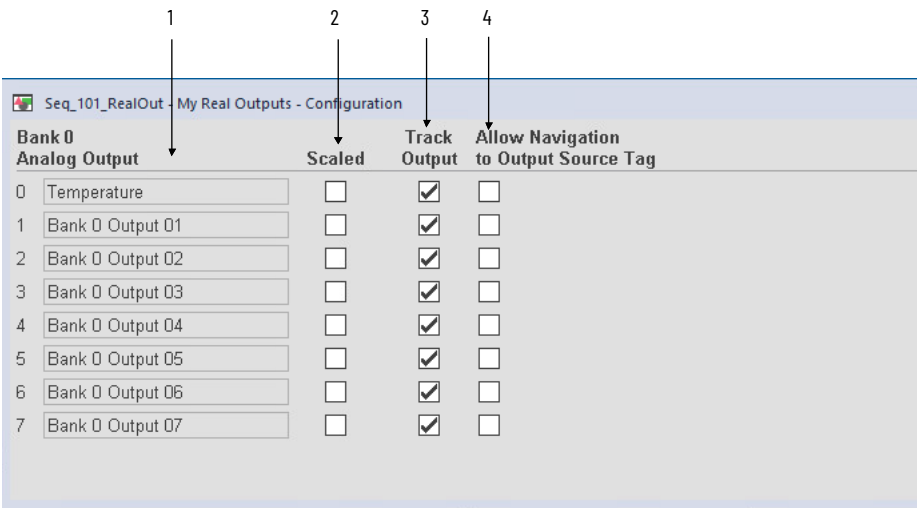 1 2 3 4
Seq_101_RealOut - My Real Outputs - Configuration
Bank 0 Track Allow Navigation
Analog Output Scaled Output to Output Source Tag
0 Temperature
1 Bank 0 Output 01
2 Bank 0 Output 02
3 Bank 0 Output 03
4 Bank 0 Output 04
5 Bank 0 Output 05
6 Bank 0 Output 06
7 Bank 0 Output 07